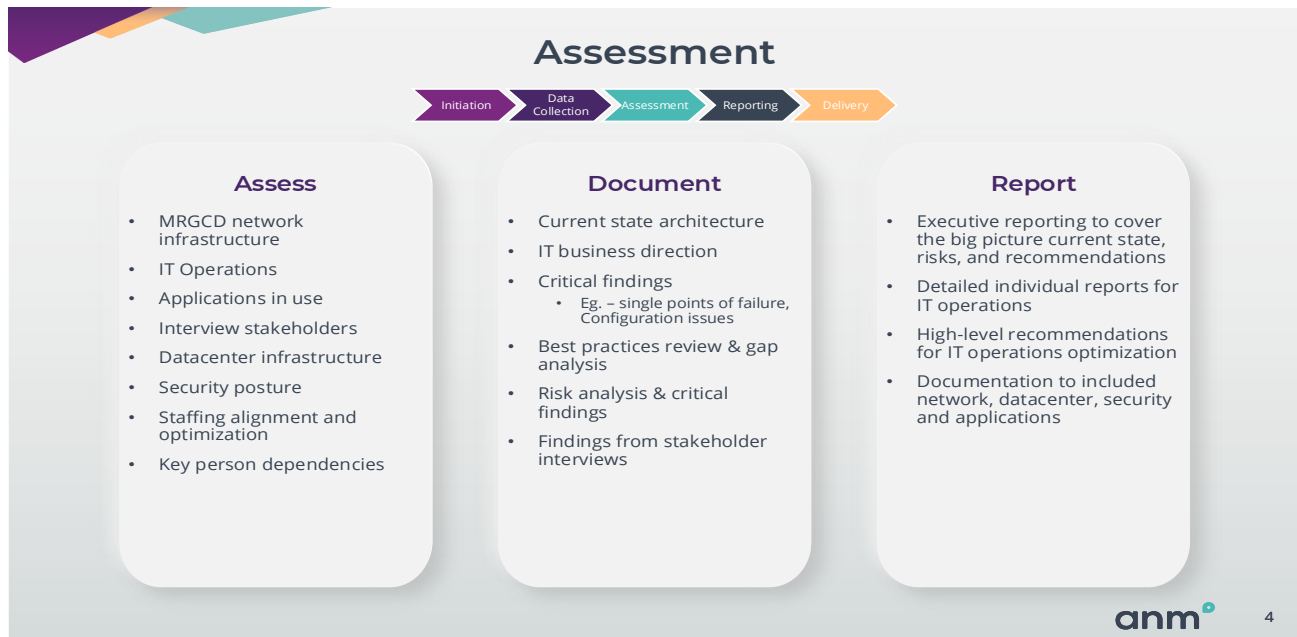 Assessment
Initiation
Data
Collection
Assessment
Reporting
Delivery
Assess
• MRGCD network
infrastructure
• IT Operations
• Applications in use
• Interview stakeholders
• Datacenter infrastructure
• Security posture
• Staffing alignment and
optimization
• Key person dependencies
Document
• Current state architecture
• IT business direction
• Critical findings
• Eg. – single points of failure,
Configuration issues
• Best practices review & gap
analysis
• Risk analysis & critical
findings
• Findings from stakeholder
interviews
Report
• Executive reporting to cover
the big picture current state,
risks, and recommendations
• Detailed individual reports for
IT operations
• High-level recommendations
for IT operations optimization
• Documentation to included
network, datacenter, security
and applications
anm
4